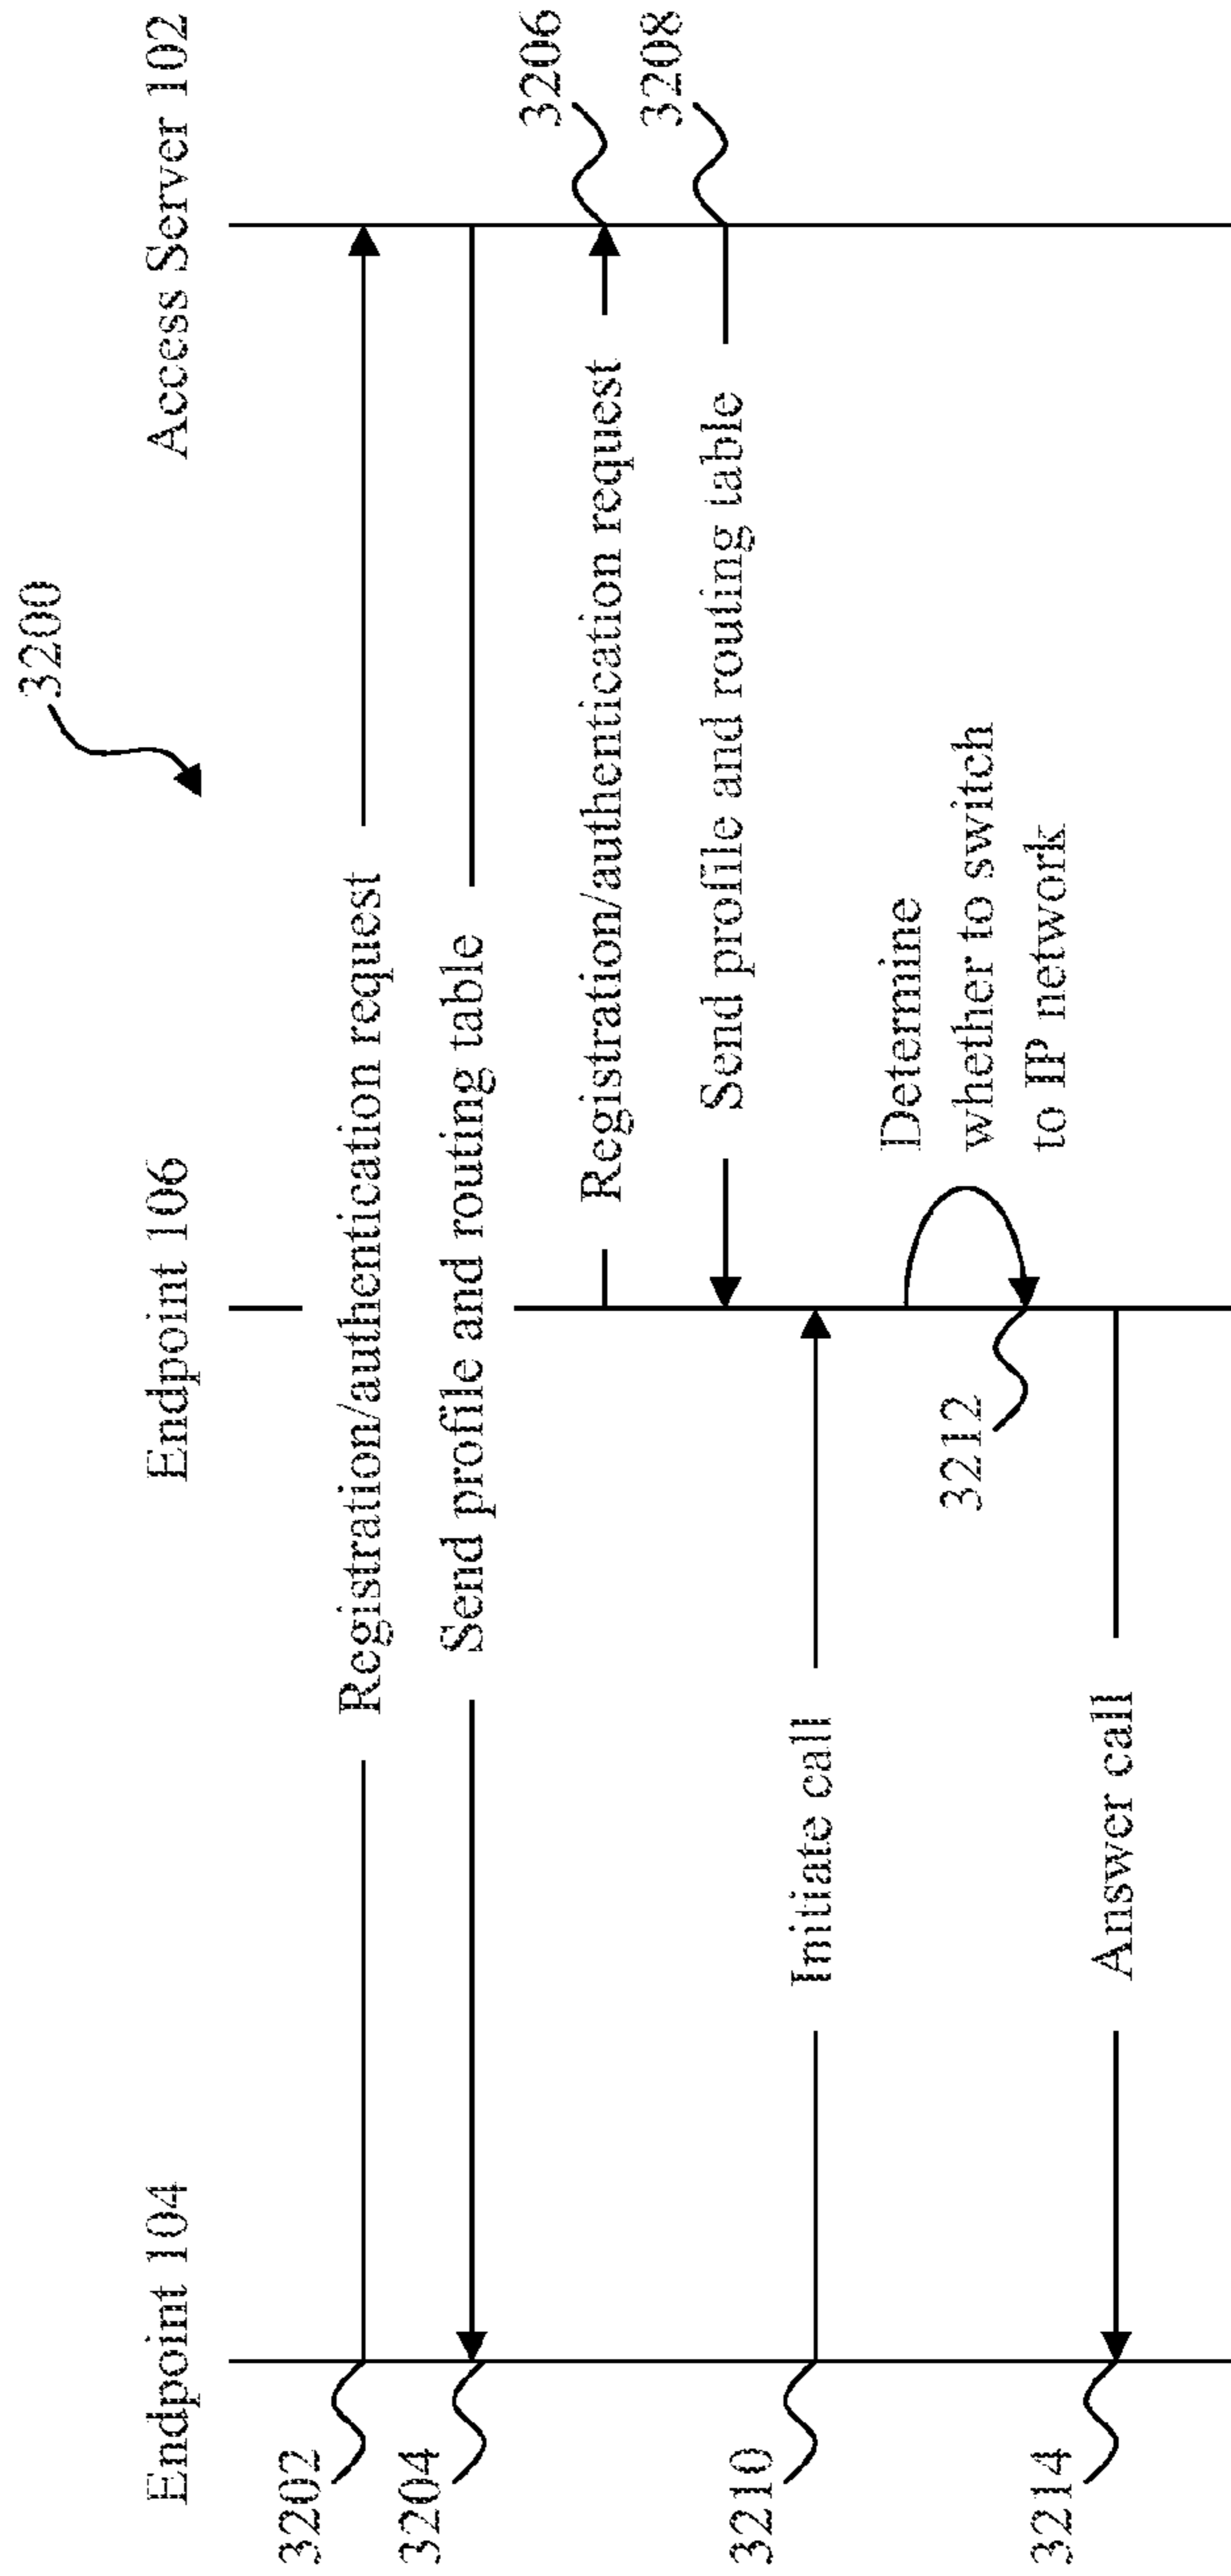 3200
Endpoint 104
Endpoint 106
Access Server 102
3202
Registration/authentication request
3204
Send profile and routing table
3206
Registration/authentication request
3208
Send profile and routing table
3210
Initiate call
Determine
whether to switch
to IP network
3212
3214
Answer call